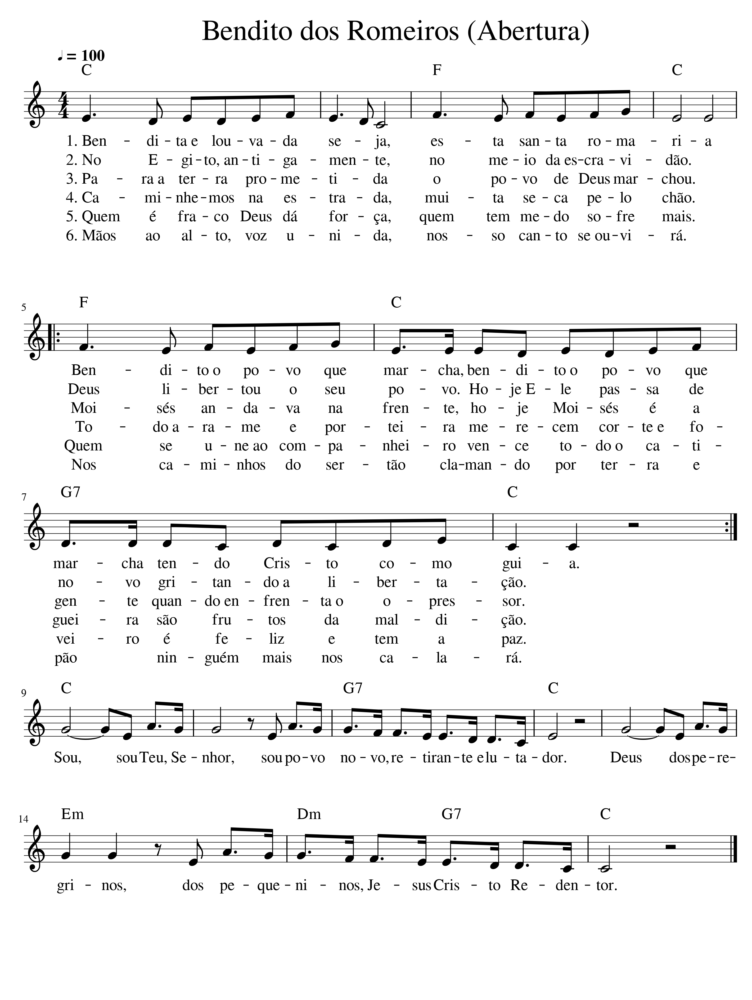 Bendito dos Romeiros (Abertura)
♩ = 100
C F C
4
4
1. Ben - di - ta e lou - va - da se - ja, es - ta san - ta ro - ma - ri - a
2. No E - gi - to, an - ti - ga - men - te, no me - io da es - cra - vi - dão.
3. Pa - ra a ter - ra pro - me - ti - da o po - vo de Deus mar - chou.
4. Ca - mi - nhe - mos na es - tra - da, mui - ta se - ca pe - lo chão.
5. Quem é fra - co Deus dá for - ça, quem tem me - do so - fre mais.
6. Mãos ao al - to, voz u - ni - da, nos - so can - to se ou - vi - rá.
F C
5
Ben - di - to o po - vo que mar - cha, ben - di - to o po - vo que
Deus li - ber - tou o seu po - vo. Ho - je E - le pas - sa de
Moi - sés an - da - va na fren - te, ho - je Moi - sés é a
To - do a - ra - me e por - tei - ra me - re - cem cor - te e fo -
Quem se u - ne ao com - pa - nhei - ro ven - ce to - do o ca - ti -
Nos ca - mi - nhos do ser - tão cla - man - do por ter - ra e
G7 C
7
mar - cha ten - do Cris - to co - mo gui - a.
no - vo gri - tan - do a li - ber - ta - ção.
gen - te quan - do en - fren - ta o o - pres - sor.
guei - ra são fru - tos da mal - di - ção.
vei - ro é fe - liz e tem a paz.
pão nin - guém mais nos ca - la - rá.
C G7 C
9
Sou, sou Teu, Se - nhor, sou po - vo no - vo, re - tiran - te e lu - ta - dor. Deus dos pe - re -
Em Dm G7 C
14
gri - nos, dos pe - que - ni - nos, Je - sus Cris - to Re - den - tor.